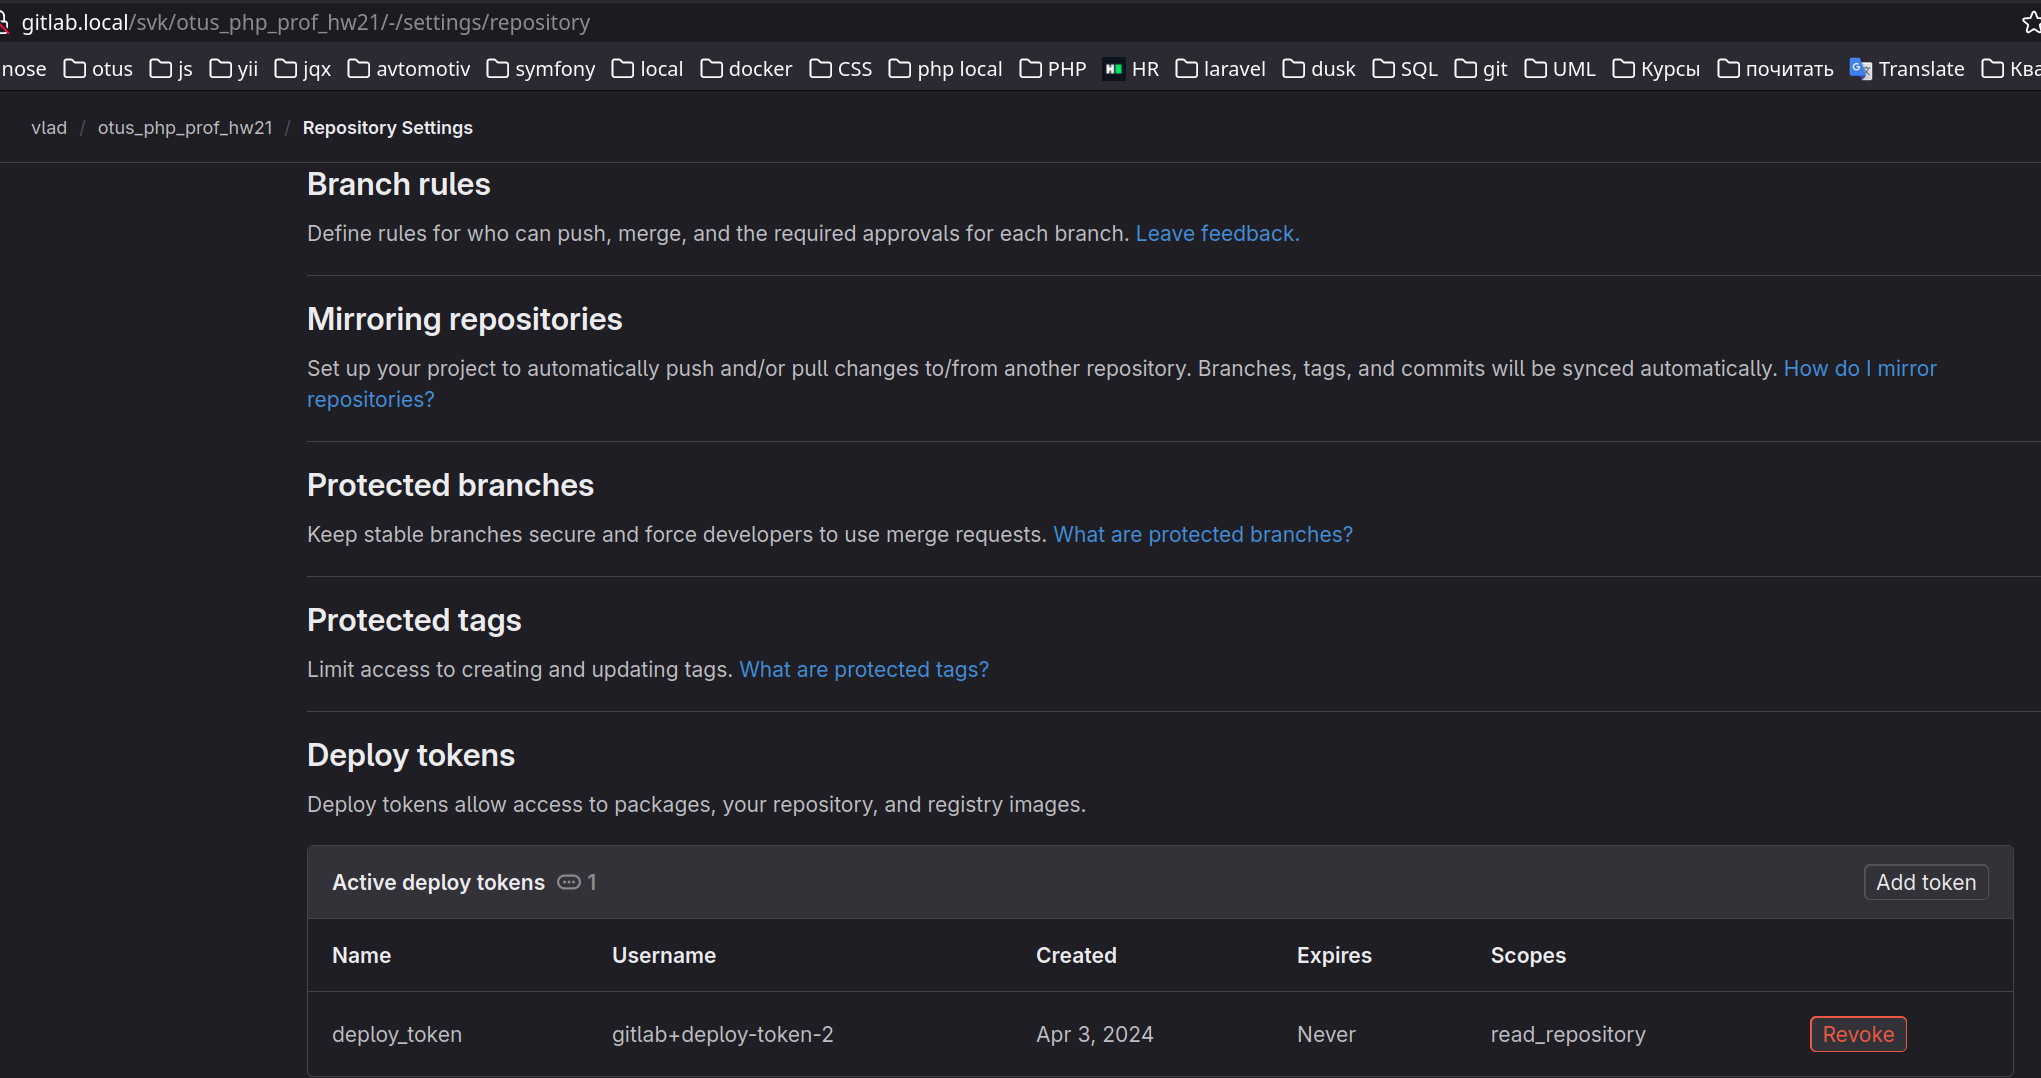 gitlab.local/svk/otus_php_prof_hw21/-/settings/repository
nose otus js yii jqx avtomotiv symfony local docker CSS php local PHP HR laravel dusk SQL git UML Курсы почитать Translate Ква
vlad / otus_php_prof_hw21 / Repository Settings
Branch rules
Define rules for who can push, merge, and the required approvals for each branch. Leave feedback.
Mirroring repositories
Set up your project to automatically push and/or pull changes to/from another repository. Branches, tags, and commits will be synced automatically. How do I mirror
repositories?
Protected branches
Keep stable branches secure and force developers to use merge requests. What are protected branches?
Protected tags
Limit access to creating and updating tags. What are protected tags?
Deploy tokens
Deploy tokens allow access to packages, your repository, and registry images.
Active deploy tokens 1 Add token
Name Username Created Expires Scopes
deploy_token gitlab+deploy-token-2 Apr 3, 2024 Never read_repository Revoke